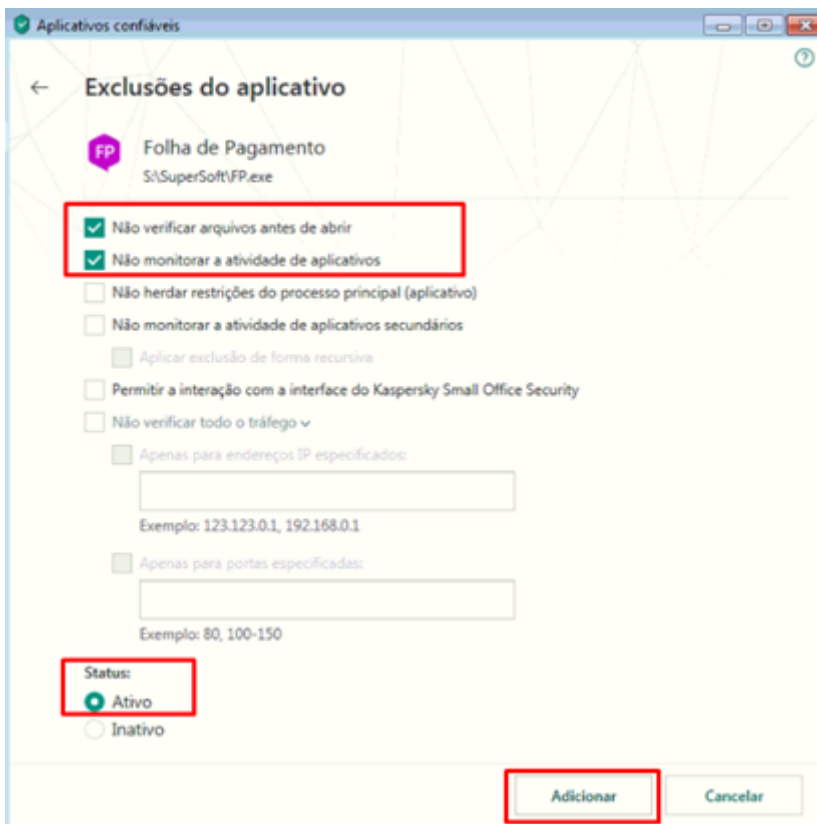 Aplicativos confiáveis
Exclusões do aplicativo
FP
Folha de Pagamento
S:\SuperSoft\FP.exe
Não verificar arquivos antes de abrir
Não monitorar a atividade de aplicativos
Não herdar restrições do processo principal (aplicativo)
Não monitorar a atividade de aplicativos secundários
Aplicar exclusão de forma recursiva
Permitir a interação com a interface do Kaspersky Small Office Security
Não verificar todo o tráfego
Apenas para endereços IP especificados:
Exemplo: 123.123.0.1, 192.168.0.1
Apenas para portas especificadas:
Exemplo: 80, 100-150
Status:
Ativo
Inativo
Adicionar
Cancelar